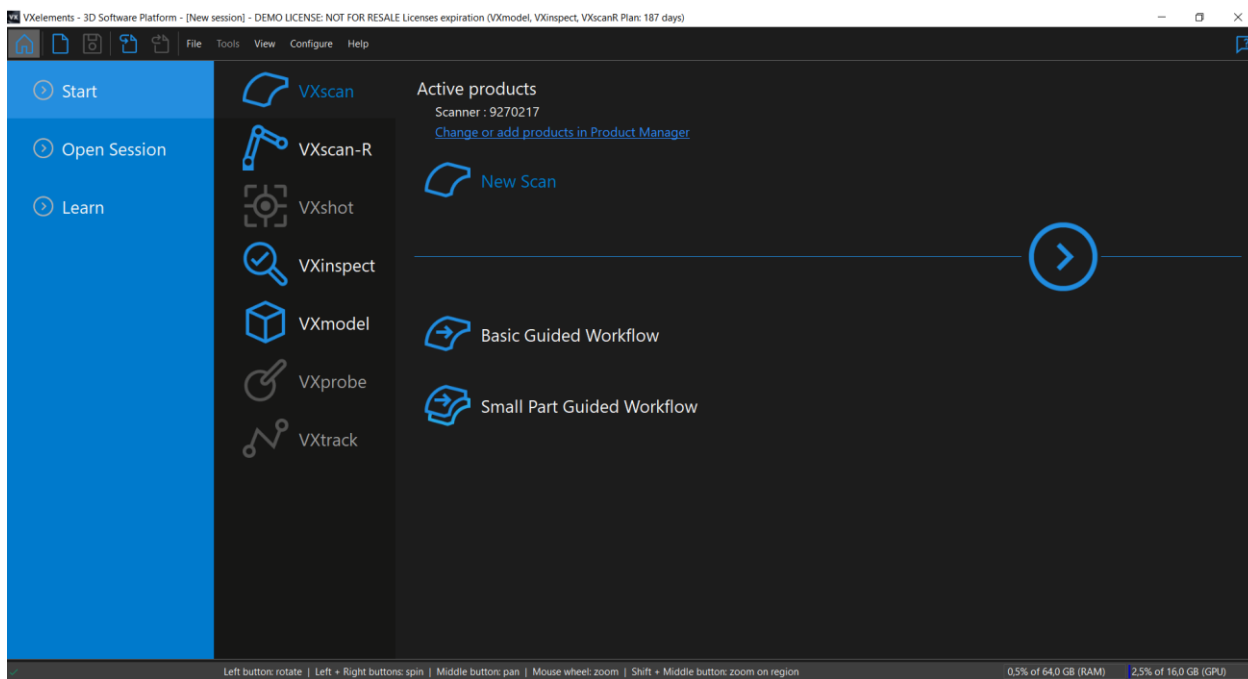 VXelements - 3D Software Platform - [New session] - DEMO LICENSE: NOT FOR RESALE Licenses expiration (VXmodel, VXinspect, VXscanR Plan: 187 days)
File Tools View Configure Help
Start
Open Session
Learn
VXscan
VXscan-R
VXshot
VXinspect
VXmodel
VXprobe
VXtrack
Active products
Scanner : 9270217
Change or add products in Product Manager
New Scan
Basic Guided Workflow
Small Part Guided Workflow
Left button: rotate | Left + Right buttons: spin | Middle button: pan | Mouse wheel: zoom | Shift + Middle button: zoom on region
0,5% of 64,0 GB (RAM) 2,5% of 16,0 GB (GPU)